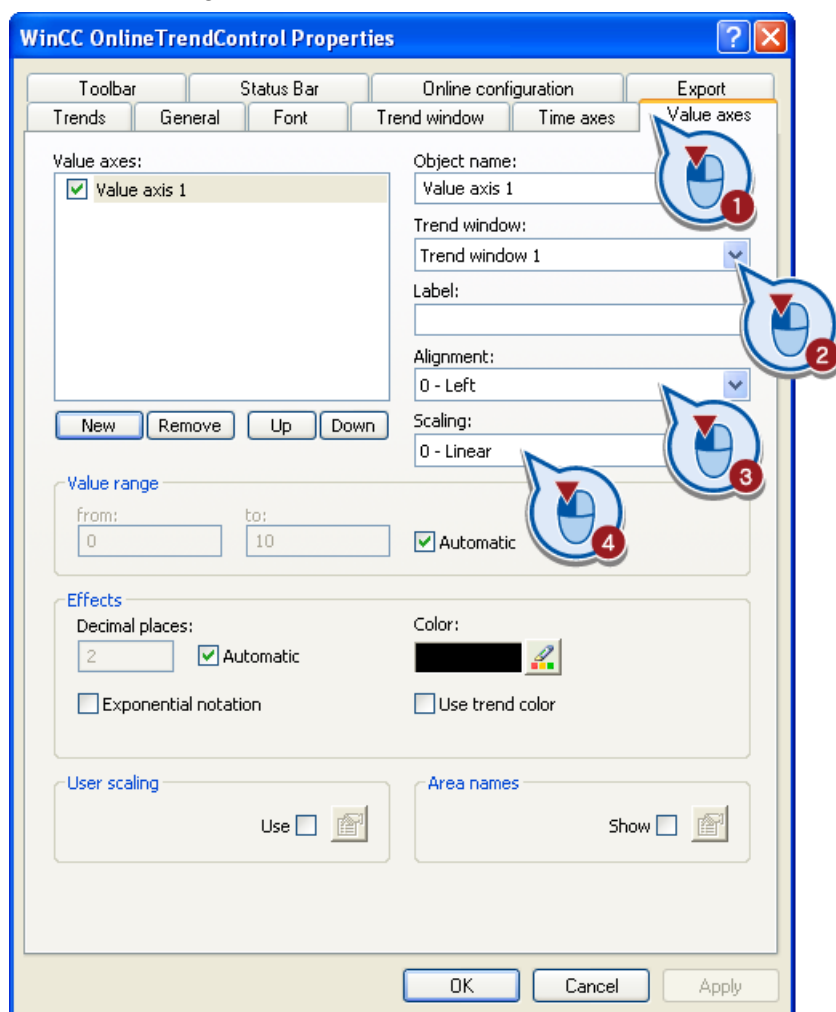 WinCC OnlineTrendControl Properties
Toolbar Status Bar Online configuration Export
Trends General Font Trend window Time axes Value axes
Value axes:
Value axis 1
New Remove Up Down
Object name:
Value axis 1
1
Trend window:
Trend window 1
2
Label:
Alignment:
0 - Left
3
Scaling:
0 - Linear
4
Value range
from: to:
0 10 Automatic
Effects
Decimal places: Color:
2 Automatic
Exponential notation Use trend color
User scaling Area names
Use Show
OK Cancel Apply